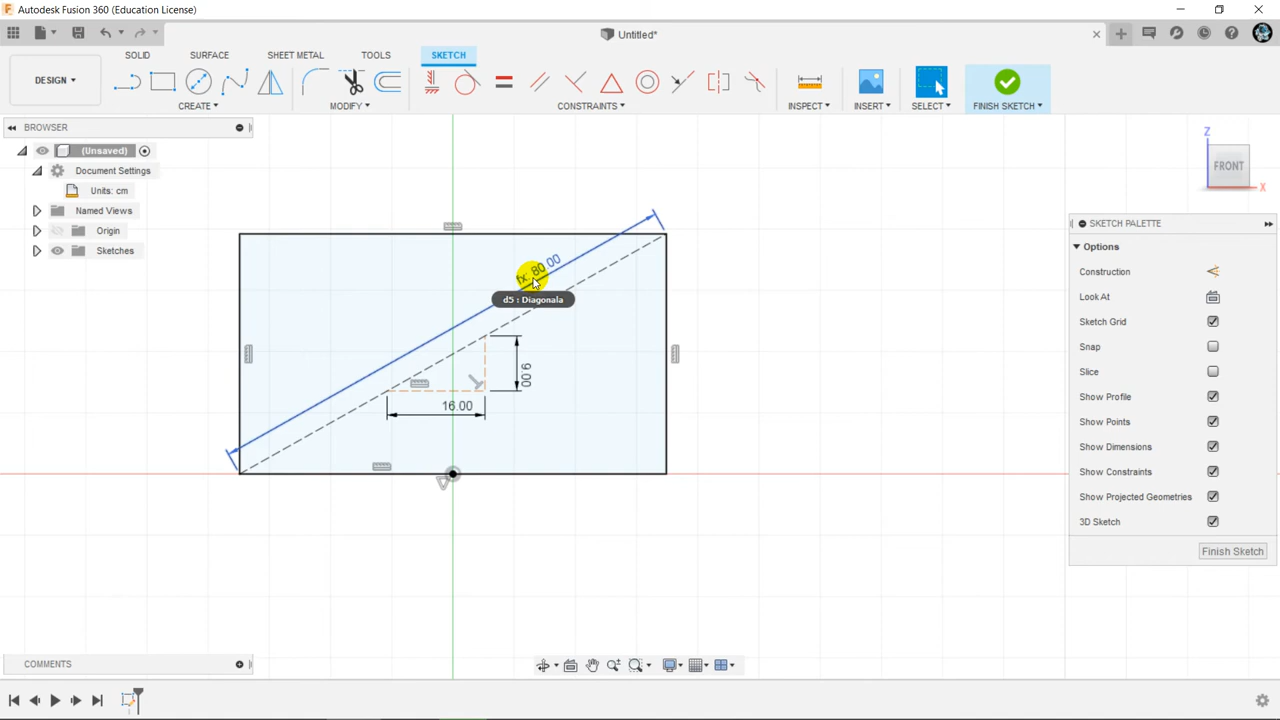 Autodesk Fusion 360 (Education License)
Untitled*
DESIGN
SOLID
SURFACE
SHEET METAL
TOOLS
SKETCH
CREATE
MODIFY
CONSTRAINTS
INSPECT
INSERT
SELECT
FINISH SKETCH
BROWSER
(Unsaved)
Document Settings
Units: cm
Named Views
Origin
Sketches
Z
FRONT
X
SKETCH PALETTE
Options
Construction
Look At
Sketch Grid
Snap
Slice
Show Profile
Show Points
Show Dimensions
Show Constraints
Show Projected Geometries
3D Sketch
Finish Sketch
fx: 80.00
d5 : Diagonala
9.00
16.00
COMMENTS